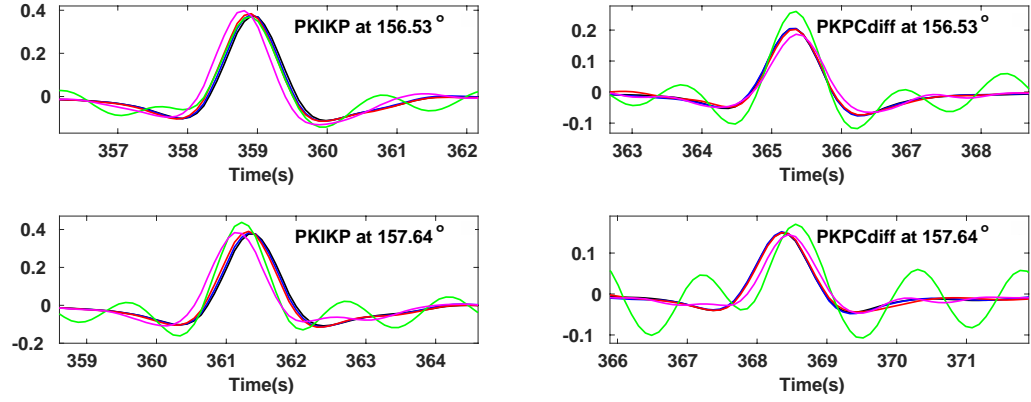 0.4
0.2
0
PKIKP at 156.53°
357 358 359 360 361 362
Time(s)
0.2
0.1
0
-0.1
PKPCdiff at 156.53°
363 364 365 366 367 368
Time(s)
0.4
0.2
0
-0.2
PKIKP at 157.64°
359 360 361 362 363 364
Time(s)
0.1
0
-0.1
PKPCdiff at 157.64°
366 367 368 369 370 371
Time(s)